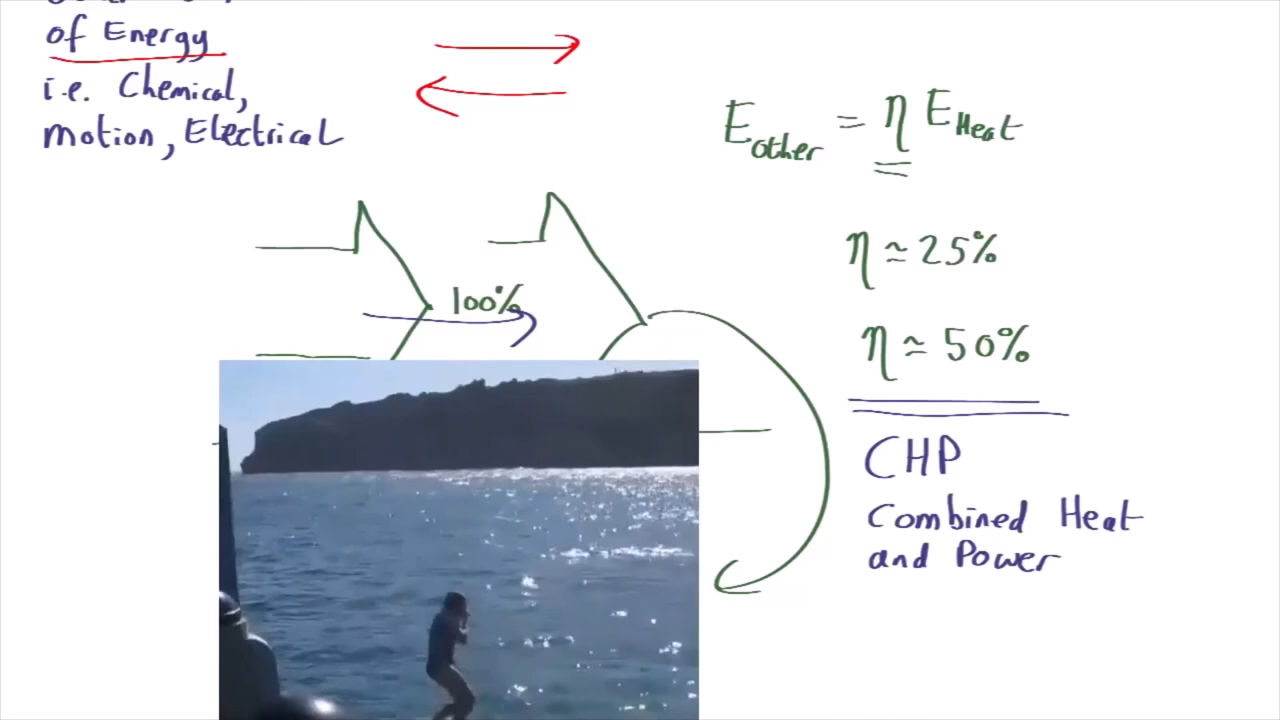 of Energy
i.e. Chemical,
Motion, Electrical
E_other = η E_Heat
η ≃ 25%
100%
η ≃ 50%
CHP
Combined Heat
and Power